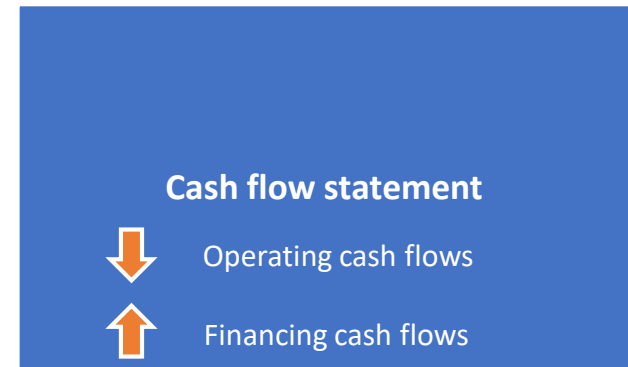 Cash flow statement
Operating cash flows
Financing cash flows